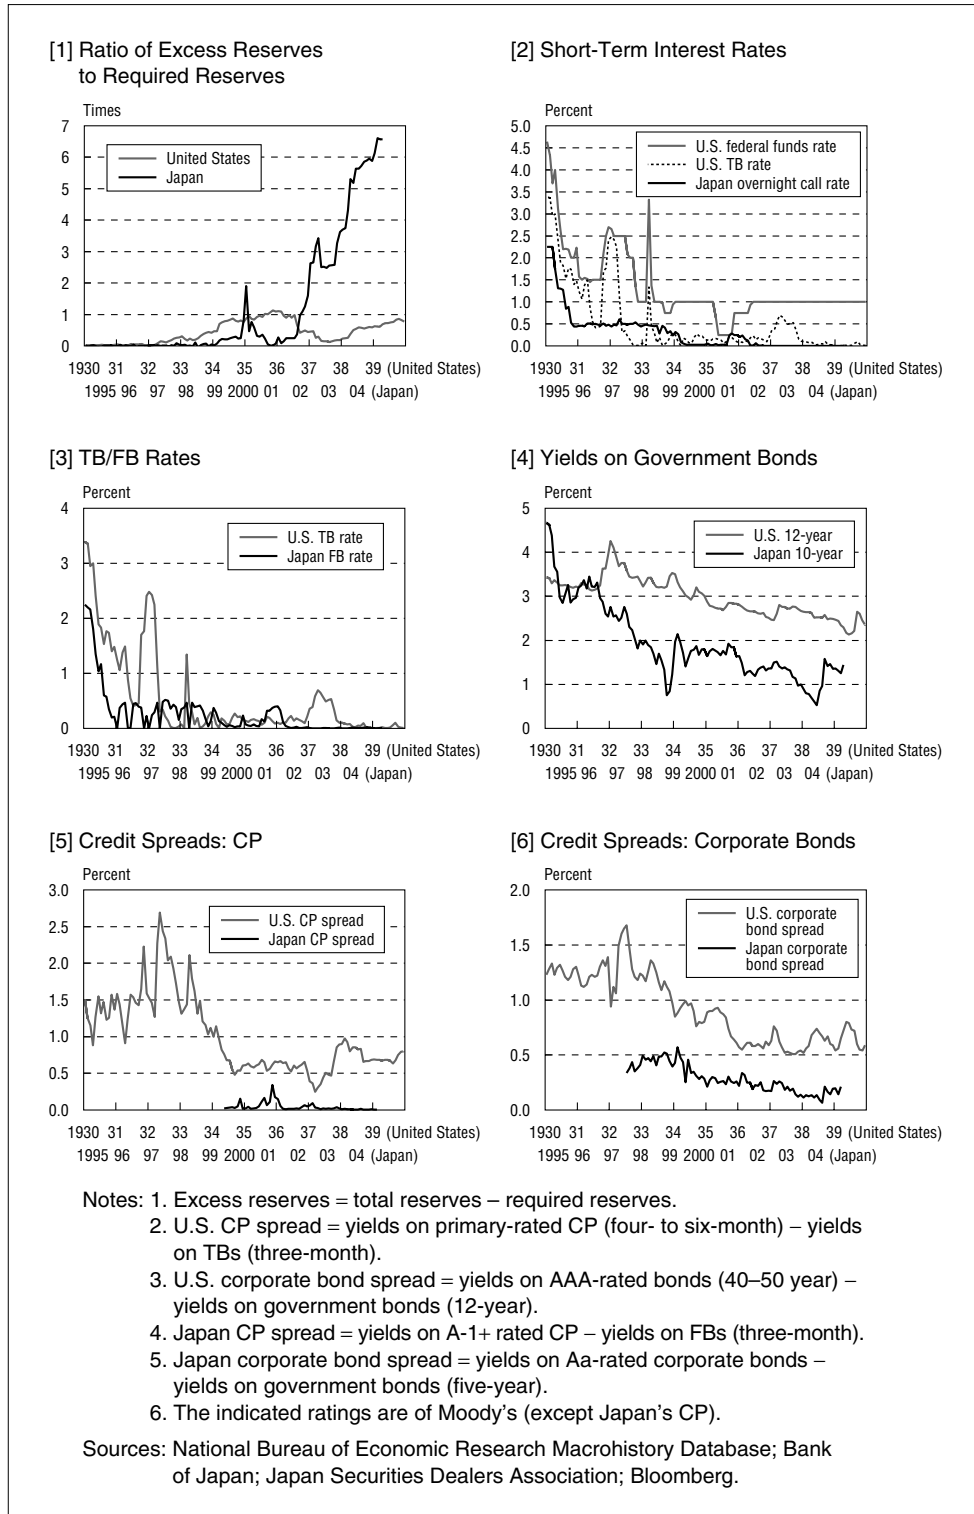 [1] Ratio of Excess Reserves
to Required Reserves
Times
7
6
5
4
3
2
1
0
United States
Japan
1930 31 32 33 34 35 36 37 38 39 (United States)
1995 96 97 98 99 2000 01 02 03 04 (Japan)
[2] Short-Term Interest Rates
Percent
5.0
4.5
4.0
3.5
3.0
2.5
2.0
1.5
1.0
0.5
0.0
U.S. federal funds rate
U.S. TB rate
Japan overnight call rate
1930 31 32 33 34 35 36 37 38 39 (United States)
1995 96 97 98 99 2000 01 02 03 04 (Japan)
[3] TB/FB Rates
Percent
4
3
2
1
0
U.S. TB rate
Japan FB rate
1930 31 32 33 34 35 36 37 38 39 (United States)
1995 96 97 98 99 2000 01 02 03 04 (Japan)
[4] Yields on Government Bonds
Percent
5
4
3
2
1
0
U.S. 12-year
Japan 10-year
1930 31 32 33 34 35 36 37 38 39 (United States)
1995 96 97 98 99 2000 01 02 03 04 (Japan)
[5] Credit Spreads: CP
Percent
3.0
2.5
2.0
1.5
1.0
0.5
0.0
U.S. CP spread
Japan CP spread
1930 31 32 33 34 35 36 37 38 39 (United States)
1995 96 97 98 99 2000 01 02 03 04 (Japan)
[6] Credit Spreads: Corporate Bonds
Percent
2.0
1.5
1.0
0.5
0.0
U.S. corporate
bond spread
Japan corporate
bond spread
1930 31 32 33 34 35 36 37 38 39 (United States)
1995 96 97 98 99 2000 01 02 03 04 (Japan)
Notes: 1. Excess reserves = total reserves – required reserves.
2. U.S. CP spread = yields on primary-rated CP (four- to six-month) – yields
on TBs (three-month).
3. U.S. corporate bond spread = yields on AAA-rated bonds (40–50 year) –
yields on government bonds (12-year).
4. Japan CP spread = yields on A-1+ rated CP – yields on FBs (three-month).
5. Japan corporate bond spread = yields on Aa-rated corporate bonds –
yields on government bonds (five-year).
6. The indicated ratings are of Moody's (except Japan's CP).
Sources: National Bureau of Economic Research Macrohistory Database; Bank
of Japan; Japan Securities Dealers Association; Bloomberg.